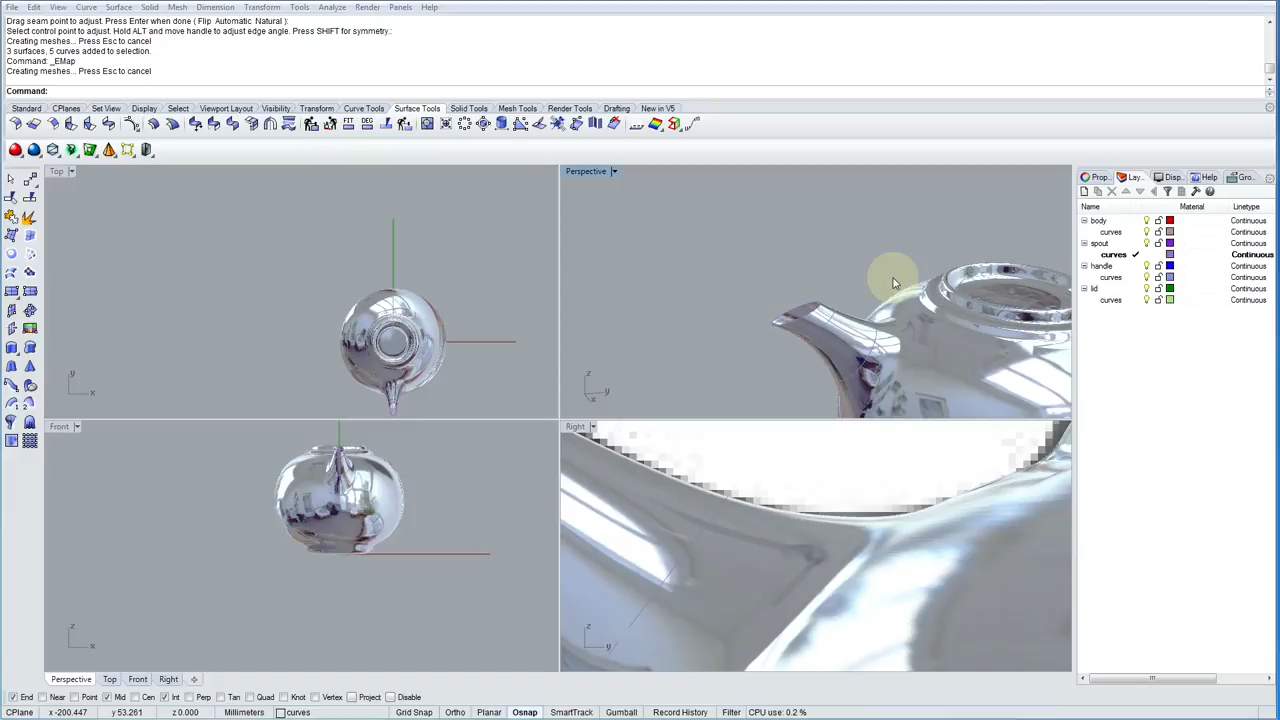 File Edit View Curve Surface Solid Mesh Dimension Transform Tools Analyze Render Panels Help
Drag seam point to adjust. Press Enter when done ( Flip Automatic Natural ):
Select control point to adjust. Hold ALT and move handle to adjust edge angle. Press SHIFT for symmetry.:
Creating meshes... Press Esc to cancel
3 surfaces, 5 curves added to selection.
Command: _EMap
Creating meshes... Press Esc to cancel
Command:
Standard CPlanes Set View Display Select Viewport Layout Visibility Transform Curve Tools Surface Tools Solid Tools Mesh Tools Render Tools Drafting New in V5
FIT DEG
Top
Perspective
Prop... Lay... Disp... Help Gro...
Name Material Linetype
body Continuous
curves Continuous
spout Continuous
curves Continuous
handle Continuous
curves Continuous
lid Continuous
curves Continuous
y x
z y x
Front
Right
z x
z y
Perspective Top Front Right
End Near Point Mid Cen Int Perp Tan Quad Knot Vertex Project Disable
CPlane x -200.447 y 53.261 z 0.000 Millimeters curves Grid Snap Ortho Planar Osnap SmartTrack Gumball Record History Filter CPU use: 0.2 %